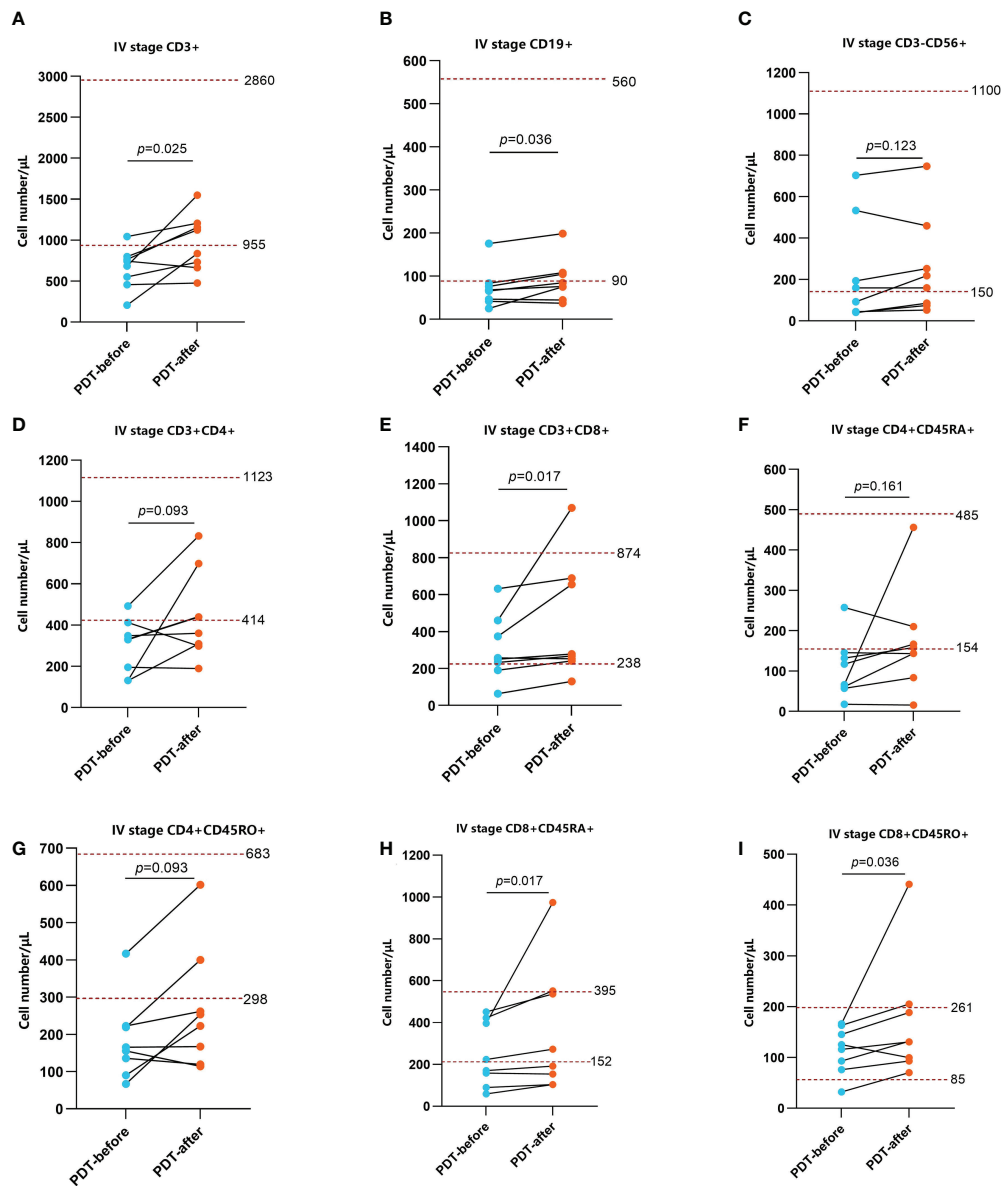 A
IV stage CD3+
3000
2500
2000
1500
1000
500
0
Cell number/μL
2860
p=0.025
955
PDT-before
PDT-after
B
IV stage CD19+
600
500
400
300
200
100
0
Cell number/μL
560
p=0.036
90
PDT-before
PDT-after
C
IV stage CD3-CD56+
1200
1000
800
600
400
200
0
Cell number/μL
1100
p=0.123
150
PDT-before
PDT-after
D
IV stage CD3+CD4+
1200
1000
800
600
400
200
0
Cell number/μL
1123
p=0.093
414
PDT-before
PDT-after
E
IV stage CD3+CD8+
1400
1200
1000
800
600
400
200
0
Cell number/μL
p=0.017
874
238
PDT-before
PDT-after
F
IV stage CD4+CD45RA+
600
500
400
300
200
100
0
Cell number/μL
p=0.161
485
154
PDT-before
PDT-after
G
IV stage CD4+CD45RO+
700
600
500
400
300
200
100
0
Cell number/μL
683
p=0.093
298
PDT-before
PDT-after
H
IV stage CD8+CD45RA+
1200
1000
800
600
400
200
0
Cell number/μL
p=0.017
395
152
PDT-before
PDT-after
I
IV stage CD8+CD45RO+
500
400
300
200
100
0
Cell number/μL
p=0.036
261
85
PDT-before
PDT-after